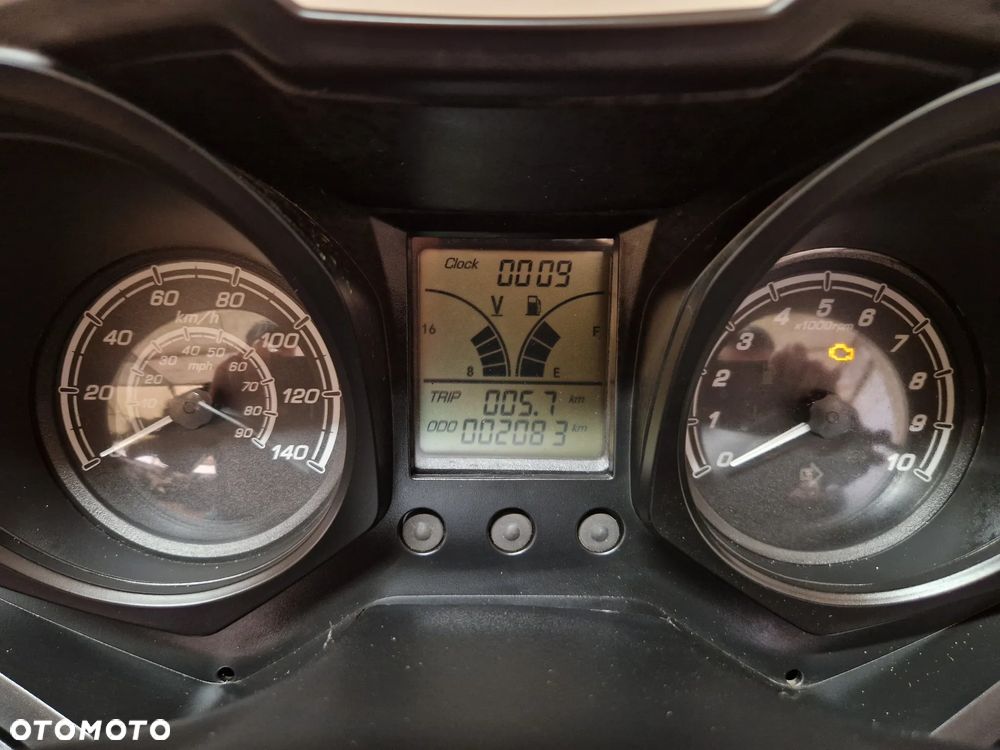 Clock 0009
V
16 F
8 E
TRIP 005.7 km
ODO 002083 km
km/h
20 40 60 80 100 120 140
mph
10 20 30 40 50 60 70 80 90
x1000rpm
0 1 2 3 4 5 6 7 8 9 10
OTOMOTO